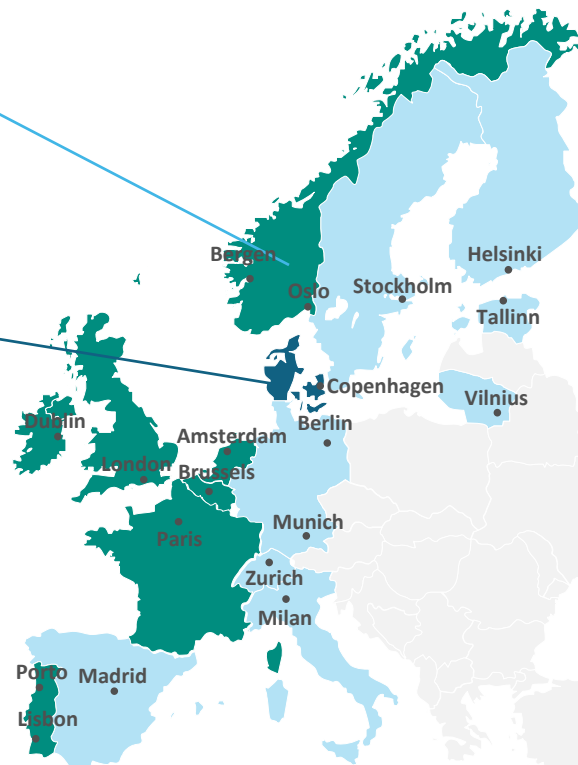 Bergen
Helsinki
Oslo
Stockholm
Tallinn
Copenhagen
Vilnius
Berlin
Dublin
Amsterdam
London
Brussels
Munich
Paris
Zurich
Milan
Porto
Madrid
Lisbon